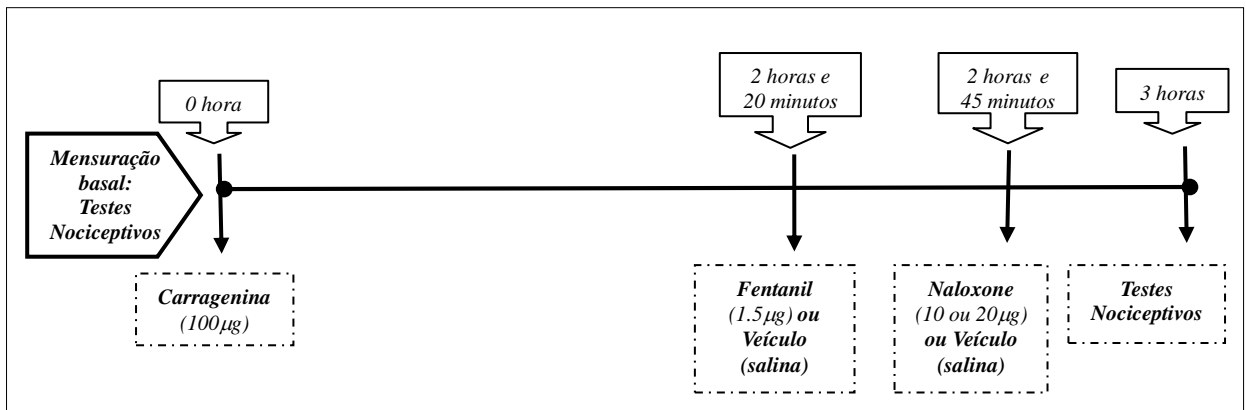 Mensuração
basal:
Testes
Nociceptivos
0 hora
2 horas e
20 minutos
2 horas e
45 minutos
3 horas
Carragenina
(100µg)
Fentanil
(1.5µg) ou
Veículo
(salina)
Naloxone
(10 ou 20µg)
ou Veículo
(salina)
Testes
Nociceptivos